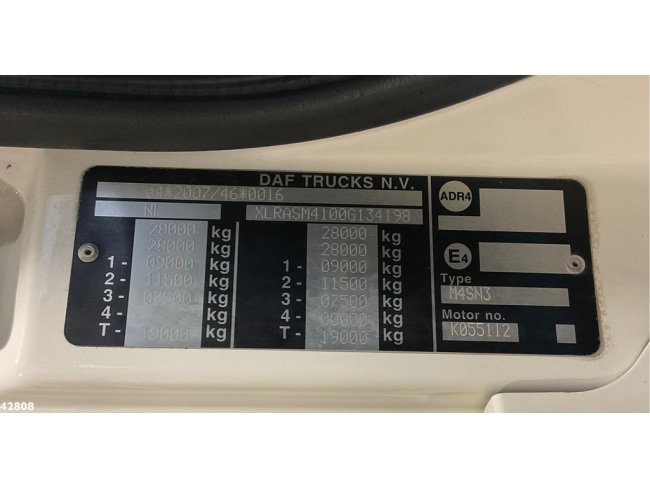 DAF TRUCKS N.V.
e4*2007/46*0016
NL XLRASM4100G134198
28000 kg 28000 kg
28000 kg 28000 kg
1- 09000 kg 1- 09000 kg
2- 11500 kg 2- 11500 kg
3- 07500 kg 3- 07500 kg
4- kg 4- 00000 kg
T- 19000 kg T- 19000 kg
ADR4
E4
Type
M4SN3
Motor no.
K055112
42808